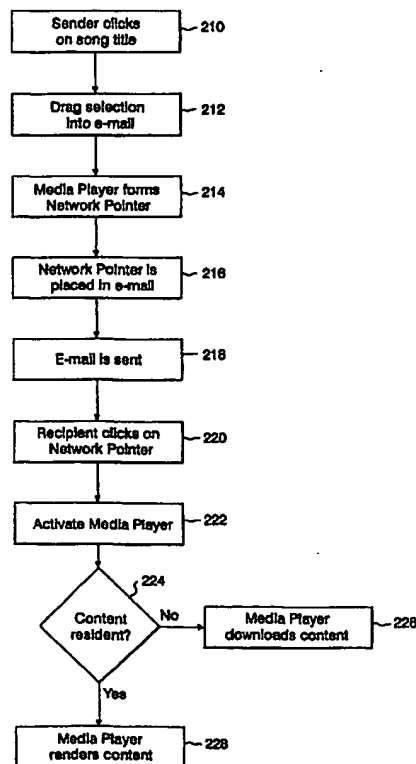 Sender clicks
on song title
210
Drag selection
into e-mail
212
Media Player forms
Network Pointer
214
Network Pointer is
placed in e-mail
216
E-mail is sent
218
Recipient clicks on
Network Pointer
220
Activate Media Player
222
224
Content
resident?
No
Media Player
downloads content
226
Yes
Media Player
renders content
228